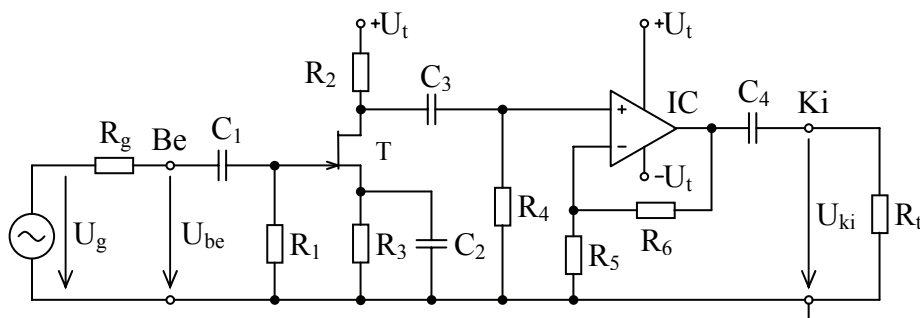 +Ut
+Ut
R2
C3
IC
C4
Ki
Rg
Be
C1
+
−
T
−Ut
Ug
Ube
R1
R3
C2
R4
R5
R6
Uki
Rt